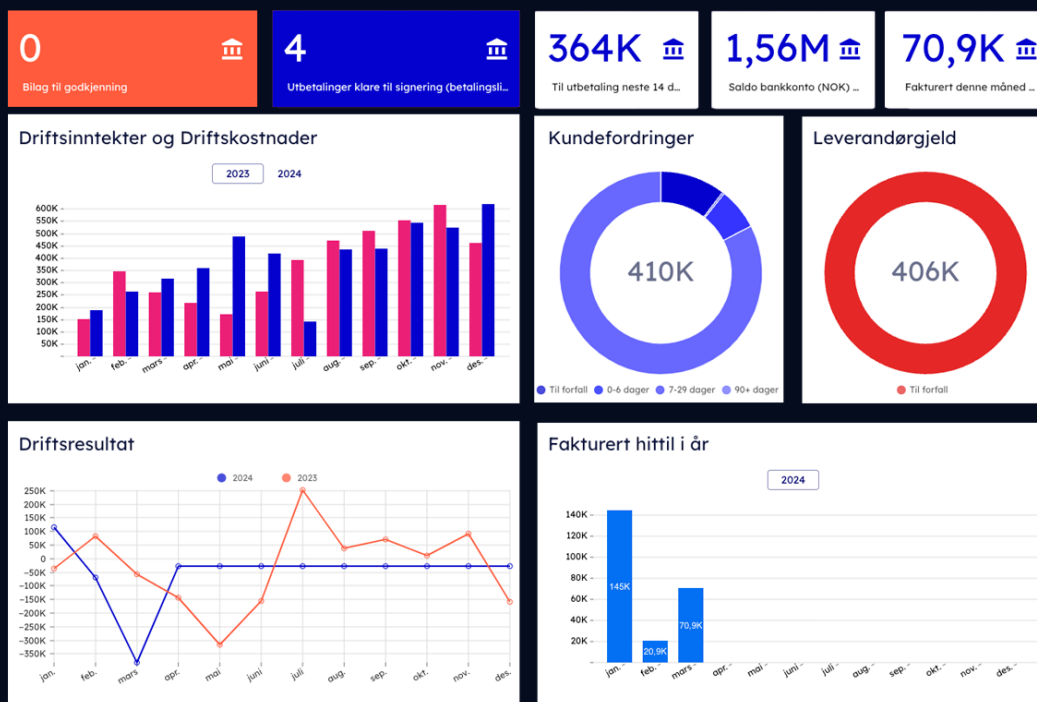 0
Bilag til godkjenning
4
Utbetalinger klare til signering (betalingsli...
364K
Til utbetaling neste 14 d...
1,56M
Saldo bankkonto (NOK) ...
70,9K
Fakturert denne måned ...
Driftsinntekter og Driftskostnader
2023 2024
600K
550K
500K
450K
400K
350K
300K
250K
200K
150K
100K
50K
jan. feb. mars apr. mai juni juli aug. sep. okt. nov. des.
Kundefordringer
410K
Til forfall 0-6 dager 7-29 dager 90+ dager
Leverandørgjeld
406K
Til forfall
Driftsresultat
2024 2023
250K
200K
150K
100K
50K
0
−50K
−100K
−150K
−200K
−250K
−300K
−350K
jan. feb. mars apr. mai juni juli aug. sep. okt. nov. des.
Fakturert hittil i år
2024
140K
120K
100K
80K
60K
40K
20K
145K
20,9K
70,9K
jan. feb. mars apr. mai juni juli aug. sep. okt. nov. des.